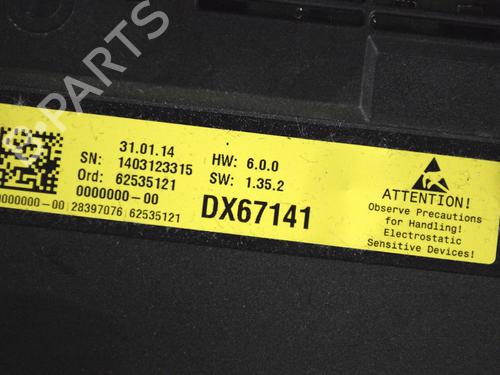 B PARTS
31.01.14
SN: 1403123315 HW: 6.0.0
Ord: 62535121 SW: 1.35.2
0000000-00 DX67141
0000000-00 28397076 62535121
ATTENTION!
Observe Precautions
for Handling!
Electrostatic
Sensitive Devices!